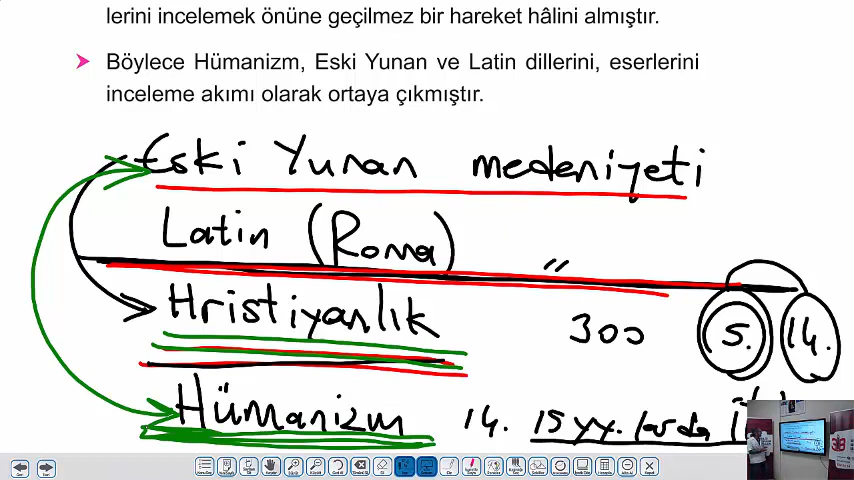 lerini incelemek önüne geçilmez bir hareket hâlini almıştır.
Böylece Hümanizm, Eski Yunan ve Latin dillerini, eserlerini
inceleme akımı olarak ortaya çıkmıştır.
Eski Yunan medeniyeti
Latin (Roma) "
Hristiyanlık 300 5. 14.
Hümanizm 14. 15 yy. larda